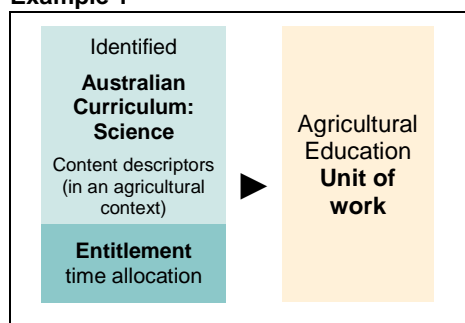 Example 1
Identified
Australian
Curriculum:
Science
Content descriptors
(in an agricultural
context)
Entitlement
time allocation
Agricultural
Education
Unit of
work